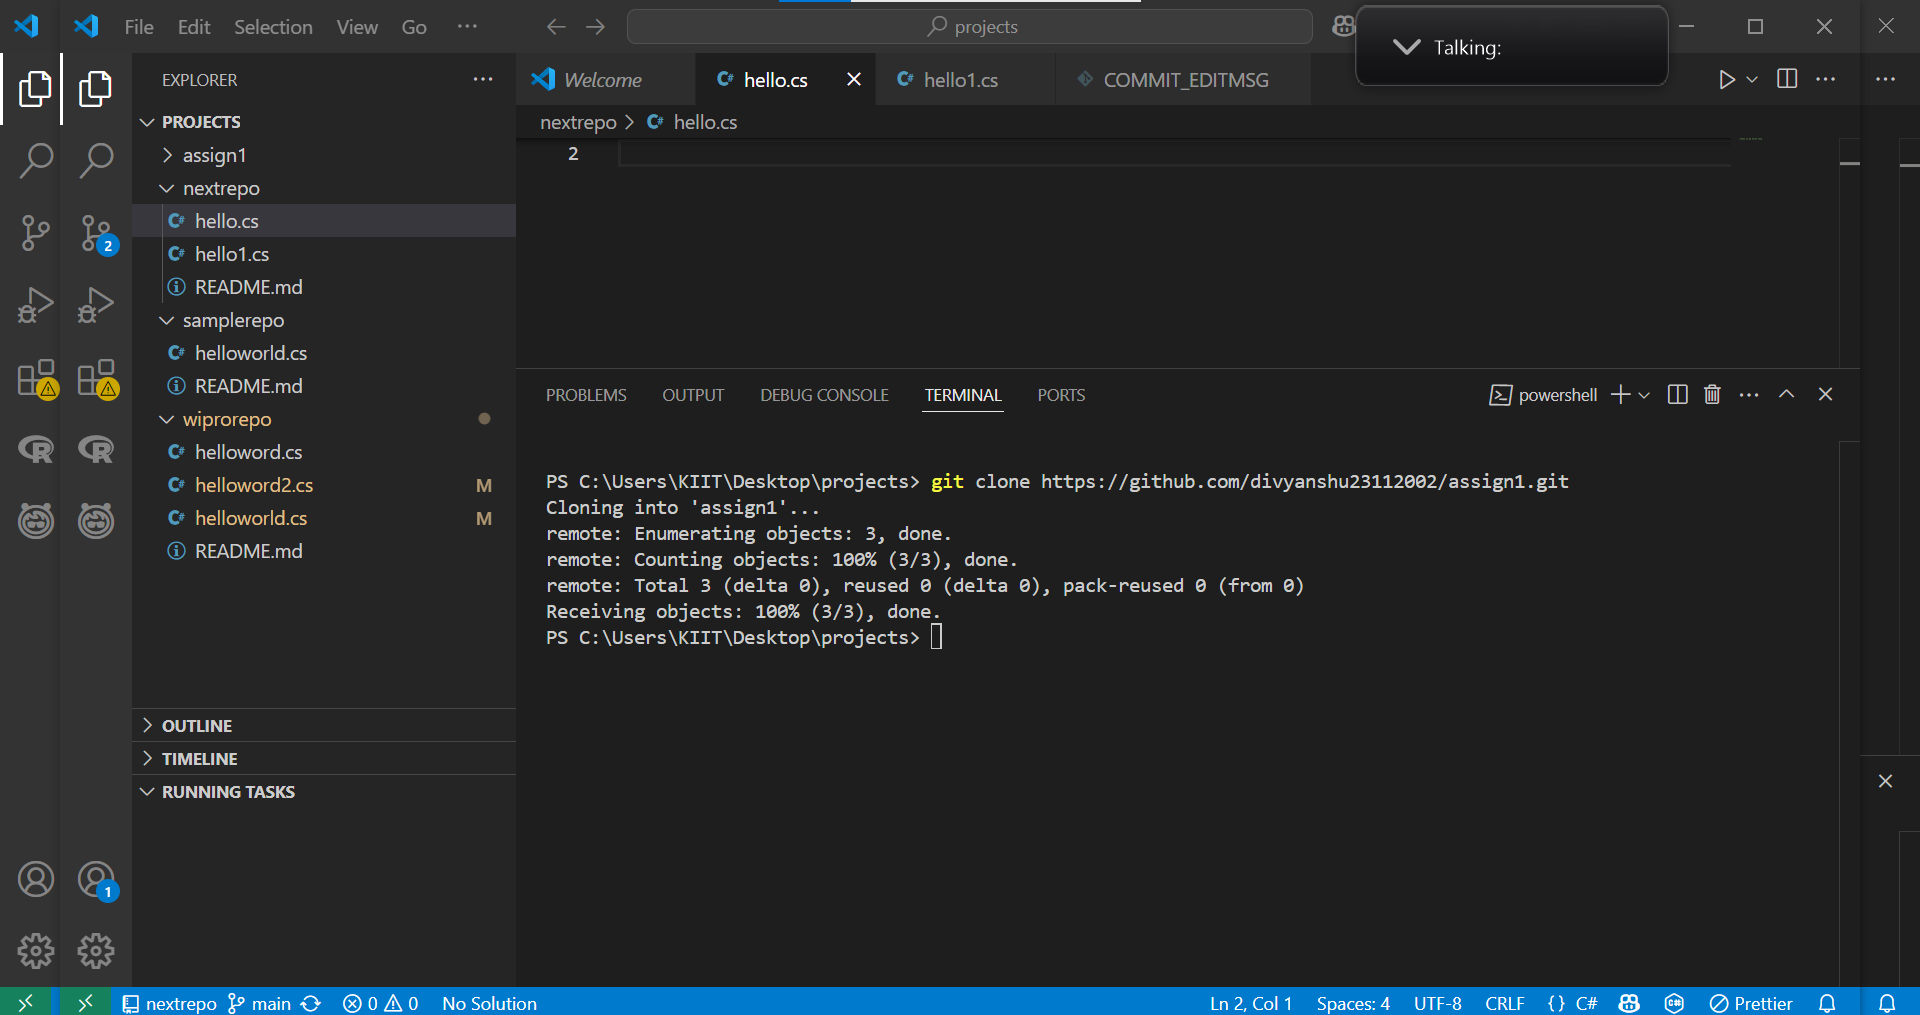 File Edit Selection View Go ··· projects
Talking:
EXPLORER ···
Welcome hello.cs hello1.cs COMMIT_EDITMSG
nextrepo > hello.cs
2
PROJECTS
assign1
nextrepo
hello.cs
hello1.cs
README.md
samplerepo
helloworld.cs
README.md
wiprorepo
helloword.cs
helloword2.cs M
helloworld.cs M
README.md
OUTLINE
TIMELINE
RUNNING TASKS
2
1
PROBLEMS OUTPUT DEBUG CONSOLE TERMINAL PORTS powershell
PS C:\Users\KIIT\Desktop\projects> git clone https://github.com/divyanshu23112002/assign1.git
Cloning into 'assign1'...
remote: Enumerating objects: 3, done.
remote: Counting objects: 100% (3/3), done.
remote: Total 3 (delta 0), reused 0 (delta 0), pack-reused 0 (from 0)
Receiving objects: 100% (3/3), done.
PS C:\Users\KIIT\Desktop\projects>
nextrepo main 0 0 No Solution Ln 2, Col 1 Spaces: 4 UTF-8 CRLF {} C# Prettier